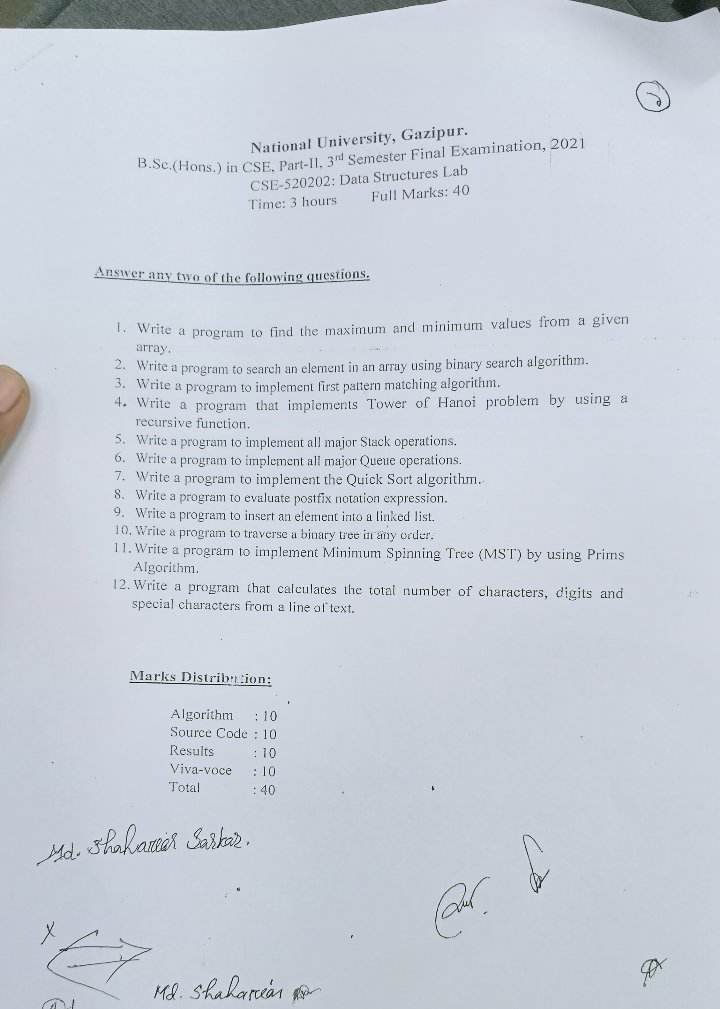 2
National University, Gazipur.
B.Sc.(Hons.) in CSE, Part-II, 3rd Semester Final Examination, 2021
CSE-520202: Data Structures Lab
Time: 3 hours Full Marks: 40
Answer any two of the following questions.
1. Write a program to find the maximum and minimum values from a given
array.
2. Write a program to search an element in an array using binary search algorithm.
3. Write a program to implement first pattern matching algorithm.
4. Write a program that implements Tower of Hanoi problem by using a
recursive function.
5. Write a program to implement all major Stack operations.
6. Write a program to implement all major Queue operations.
7. Write a program to implement the Quick Sort algorithm.
8. Write a program to evaluate postfix notation expression.
9. Write a program to insert an element into a linked list.
10. Write a program to traverse a binary tree in any order.
11. Write a program to implement Minimum Spinning Tree (MST) by using Prims
Algorithm.
12. Write a program that calculates the total number of characters, digits and
special characters from a line of text.
Marks Distribution:
Algorithm : 10
Source Code : 10
Results : 10
Viva-voce : 10
Total : 40
Md. Shaharear Sarkar.
Md. Shaharear